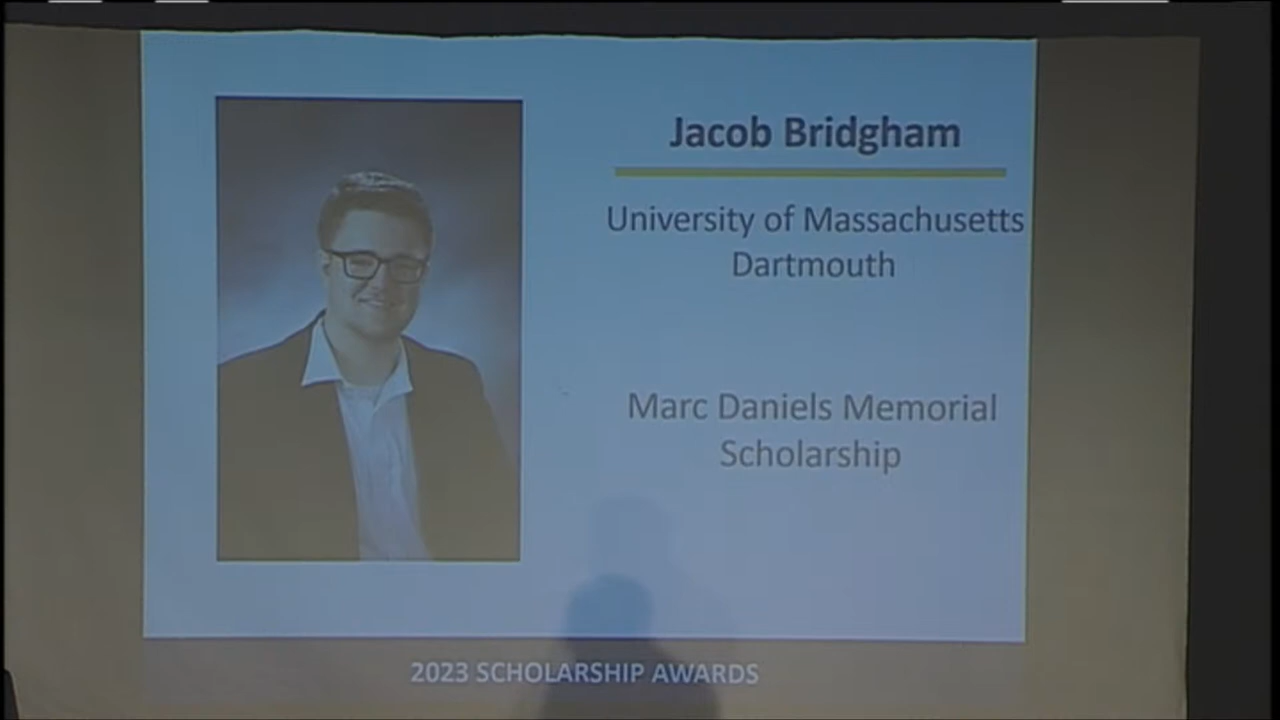 Jacob Bridgham
University of Massachusetts
Dartmouth
Marc Daniels Memorial
Scholarship
2023 SCHOLARSHIP AWARDS